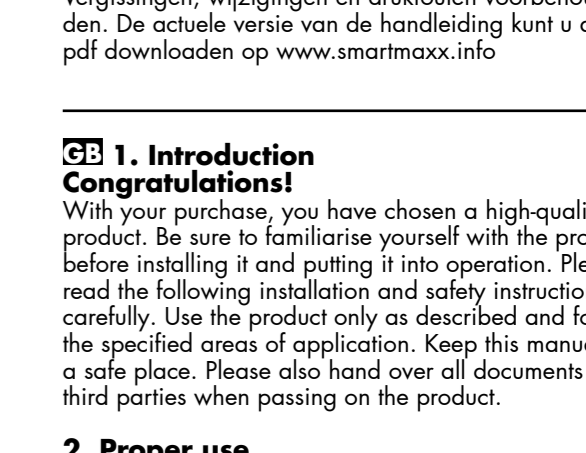 den. De actuele versie van de handleiding kunt u
pdf downloaden op www.smartmaxx.info
GB 1. Introduction
Congratulations!
With your purchase, you have chosen a high-quali
product. Be sure to familiarise yourself with the pro
before installing it and putting it into operation. Ple
read the following installation and safety instructio
carefully. Use the product only as described and fo
the specified areas of application. Keep this manu
a safe place. Please also hand over all documents
third parties when passing on the product.
2. Proper use